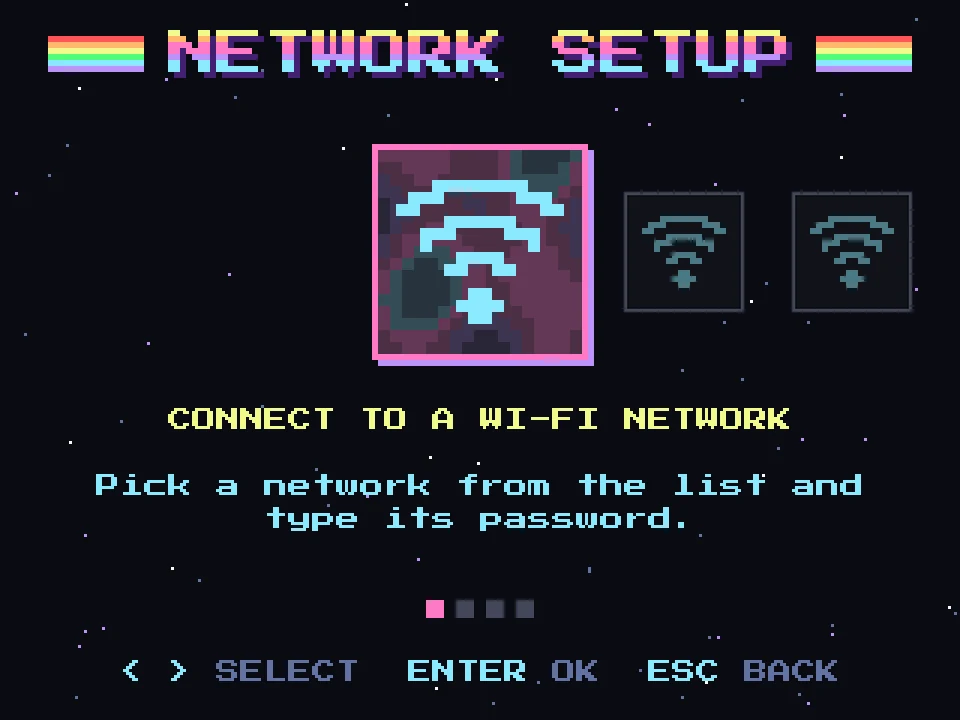 NETWORK SETUP
CONNECT TO A WI-FI NETWORK
Pick a network from the list and
type its password.
< > SELECT ENTER OK ESC BACK